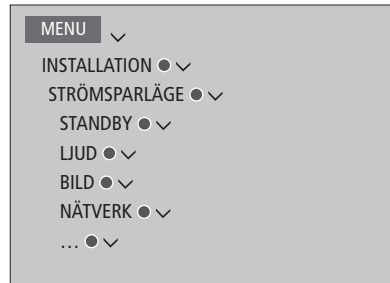 MENU
INSTALLATION
STRÖMSPARLÄGE
STANDBY
LJUD
BILD
NÄTVERK
…